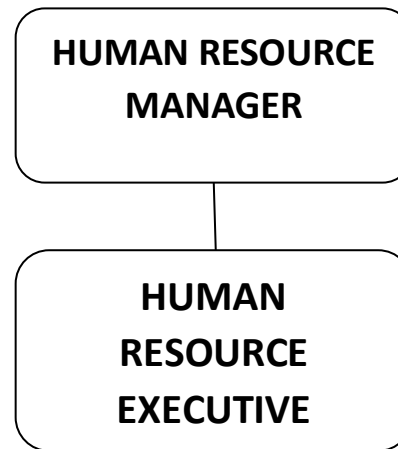 HUMAN RESOURCE
MANAGER
HUMAN
RESOURCE
EXECUTIVE